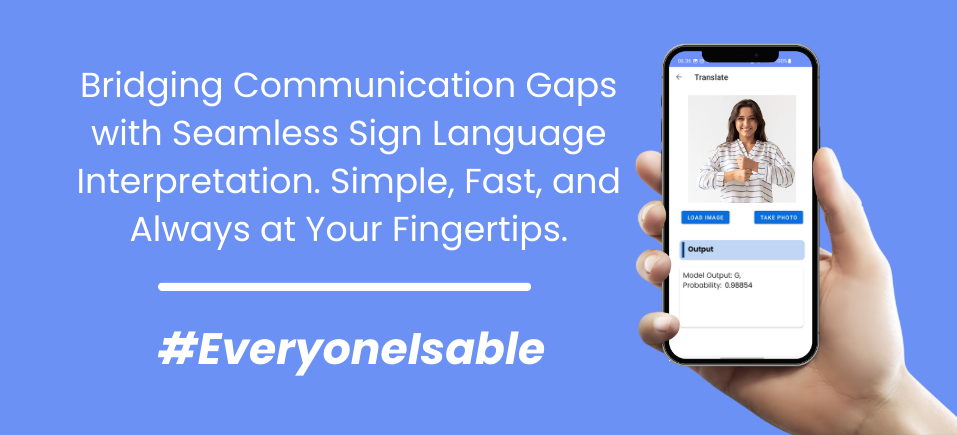 Bridging Communication Gaps
with Seamless Sign Language
Interpretation. Simple, Fast, and
Always at Your Fingertips.
#EveryoneIsable
Translate
LOAD IMAGE
TAKE PHOTO
Output
Model Output: G,
Probability: 0.98854